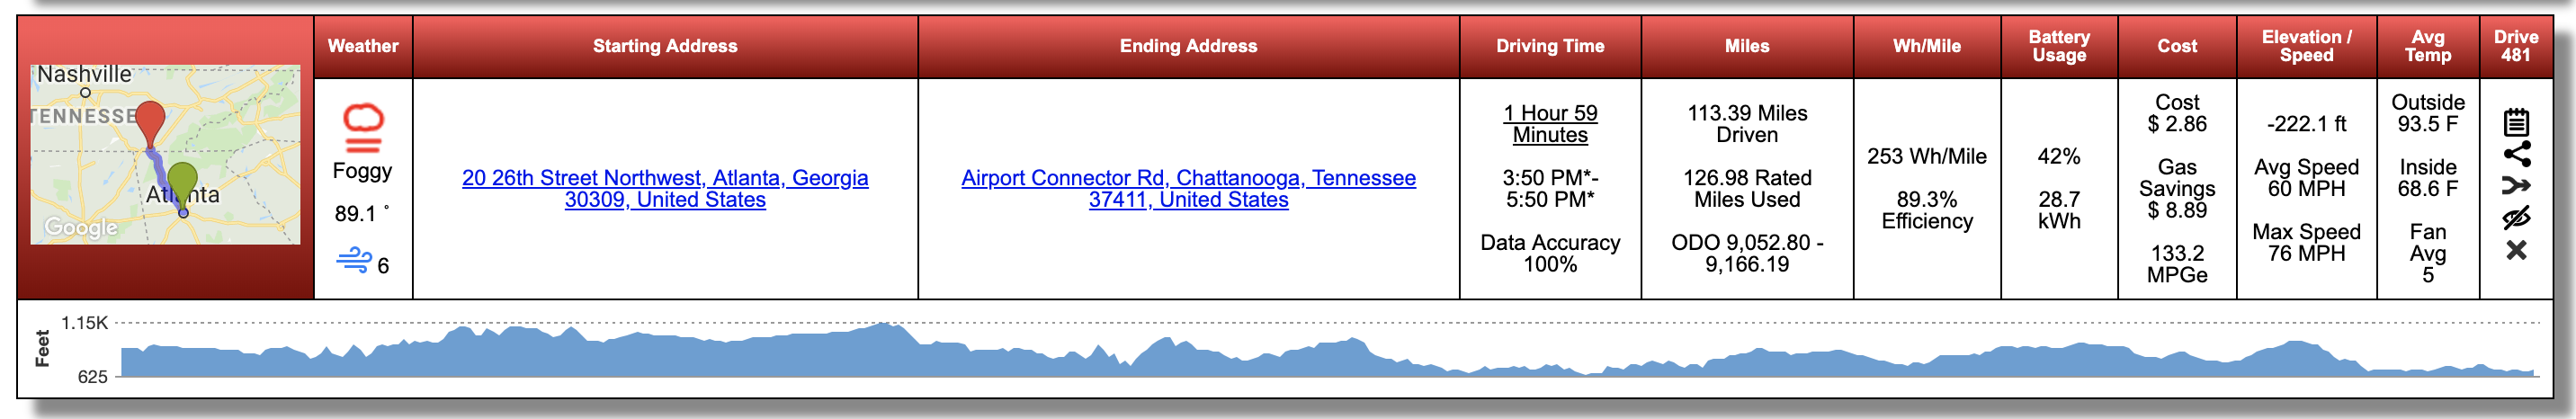 Nashville
TENNESSE
Atlanta
Google
Weather
Foggy
89.1 °
6
Starting Address
20 26th Street Northwest, Atlanta, Georgia
30309, United States
Ending Address
Airport Connector Rd, Chattanooga, Tennessee
37411, United States
Driving Time
1 Hour 59
Minutes
3:50 PM*-
5:50 PM*
Data Accuracy
100%
Miles
113.39 Miles
Driven
126.98 Rated
Miles Used
ODO 9,052.80 -
9,166.19
Wh/Mile
253 Wh/Mile
89.3%
Efficiency
Battery
Usage
42%
28.7
kWh
Cost
Cost
$ 2.86
Gas
Savings
$ 8.89
133.2
MPGe
Elevation /
Speed
-222.1 ft
Avg Speed
60 MPH
Max Speed
76 MPH
Avg
Temp
Outside
93.5 F
Inside
68.6 F
Fan
Avg
5
Drive
481
Feet
1.15K
625